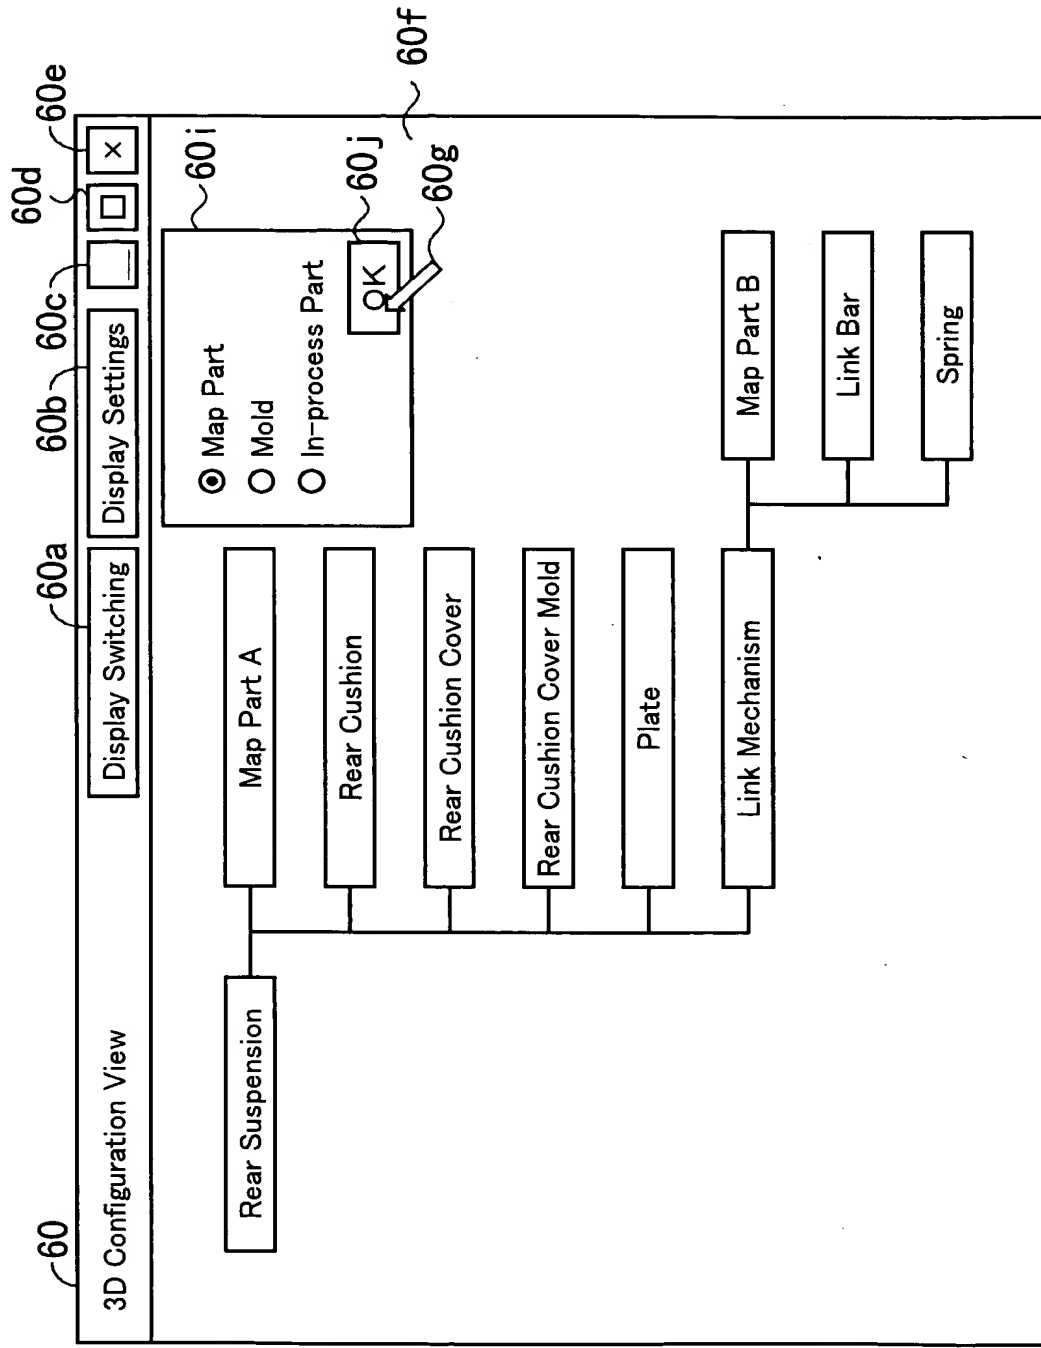 60
60a
60b
60c
60d
60e
3D Configuration View
Display Switching
Display Settings
×
60i
Map Part
Mold
In-process Part
OK
60j
60f
60g
Rear Suspension
Map Part A
Rear Cushion
Rear Cushion Cover
Rear Cushion Cover Mold
Plate
Link Mechanism
Map Part B
Link Bar
Spring